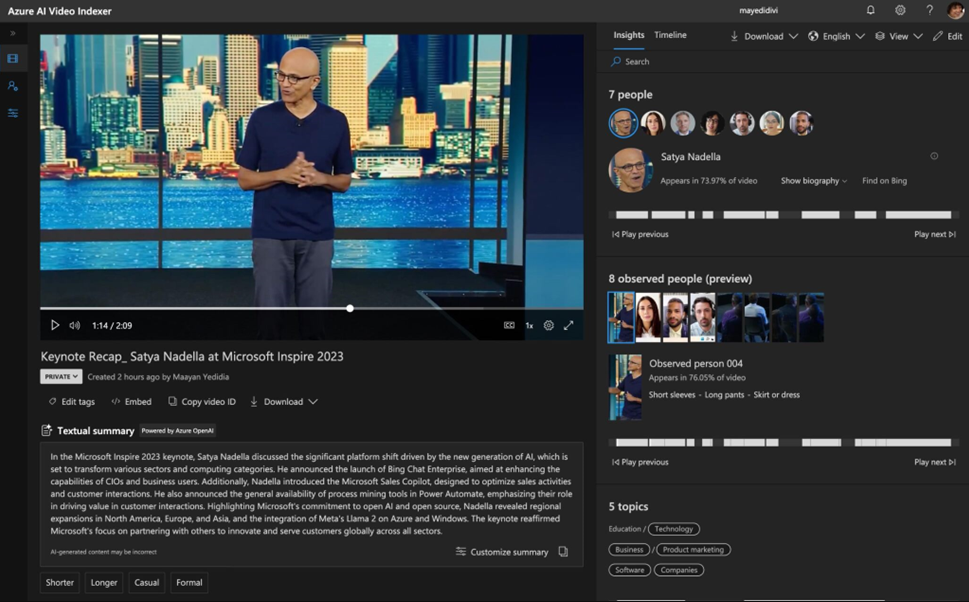 Azure AI Video Indexer
mayedidivi
?
Insights
Timeline
Download
English
View
Edit
Search
7 people
Satya Nadella
Appears in 73.97% of video
Show biography
Find on Bing
Play previous
Play next
8 observed people (preview)
Observed person 004
Appears in 76.05% of video
Short sleeves - Long pants - Skirt or dress
Play previous
Play next
5 topics
Education / Technology
Business / Product marketing
Software Companies
1:14 / 2:09
CC
1x
Keynote Recap_ Satya Nadella at Microsoft Inspire 2023
PRIVATE
Created 2 hours ago by Maayan Yedidia
Edit tags
Embed
Copy video ID
Download
Textual summary
Powered by Azure OpenAI
In the Microsoft Inspire 2023 keynote, Satya Nadella discussed the significant platform shift driven by the new generation of AI, which is
set to transform various sectors and computing categories. He announced the launch of Bing Chat Enterprise, aimed at enhancing the
capabilities of CIOs and business users. Additionally, Nadella introduced the Microsoft Sales Copilot, designed to optimize sales activities
and customer interactions. He also announced the general availability of process mining tools in Power Automate, emphasizing their role
in driving value in customer interactions. Highlighting Microsoft's commitment to open AI and open source, Nadella revealed regional
expansions in North America, Europe, and Asia, and the integration of Meta's Llama 2 on Azure and Windows. The keynote reaffirmed
Microsoft's focus on partnering with others to innovate and serve customers globally across all sectors.
AI-generated content may be incorrect
Customize summary
Shorter
Longer
Casual
Formal